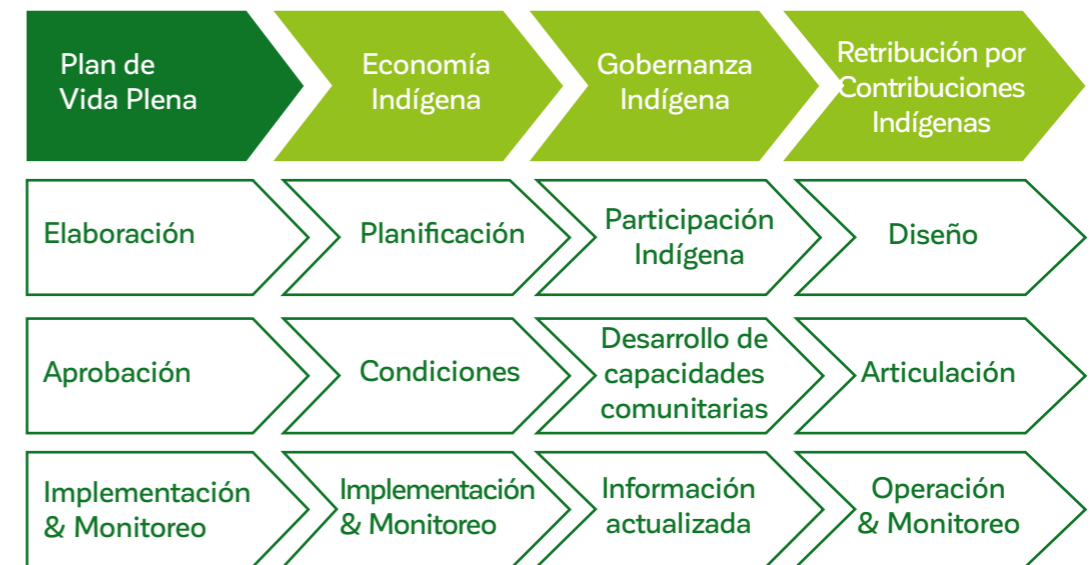 Plan de
Vida Plena
Economía
Indígena
Gobernanza
Indígena
Retribución por
Contribuciones
Indígenas
Elaboración
Planificación
Participación
Indígena
Diseño
Aprobación
Condiciones
Desarrollo de
capacidades
comunitarias
Articulación
Implementación
& Monitoreo
Implementación
& Monitoreo
Información
actualizada
Operación
& Monitoreo